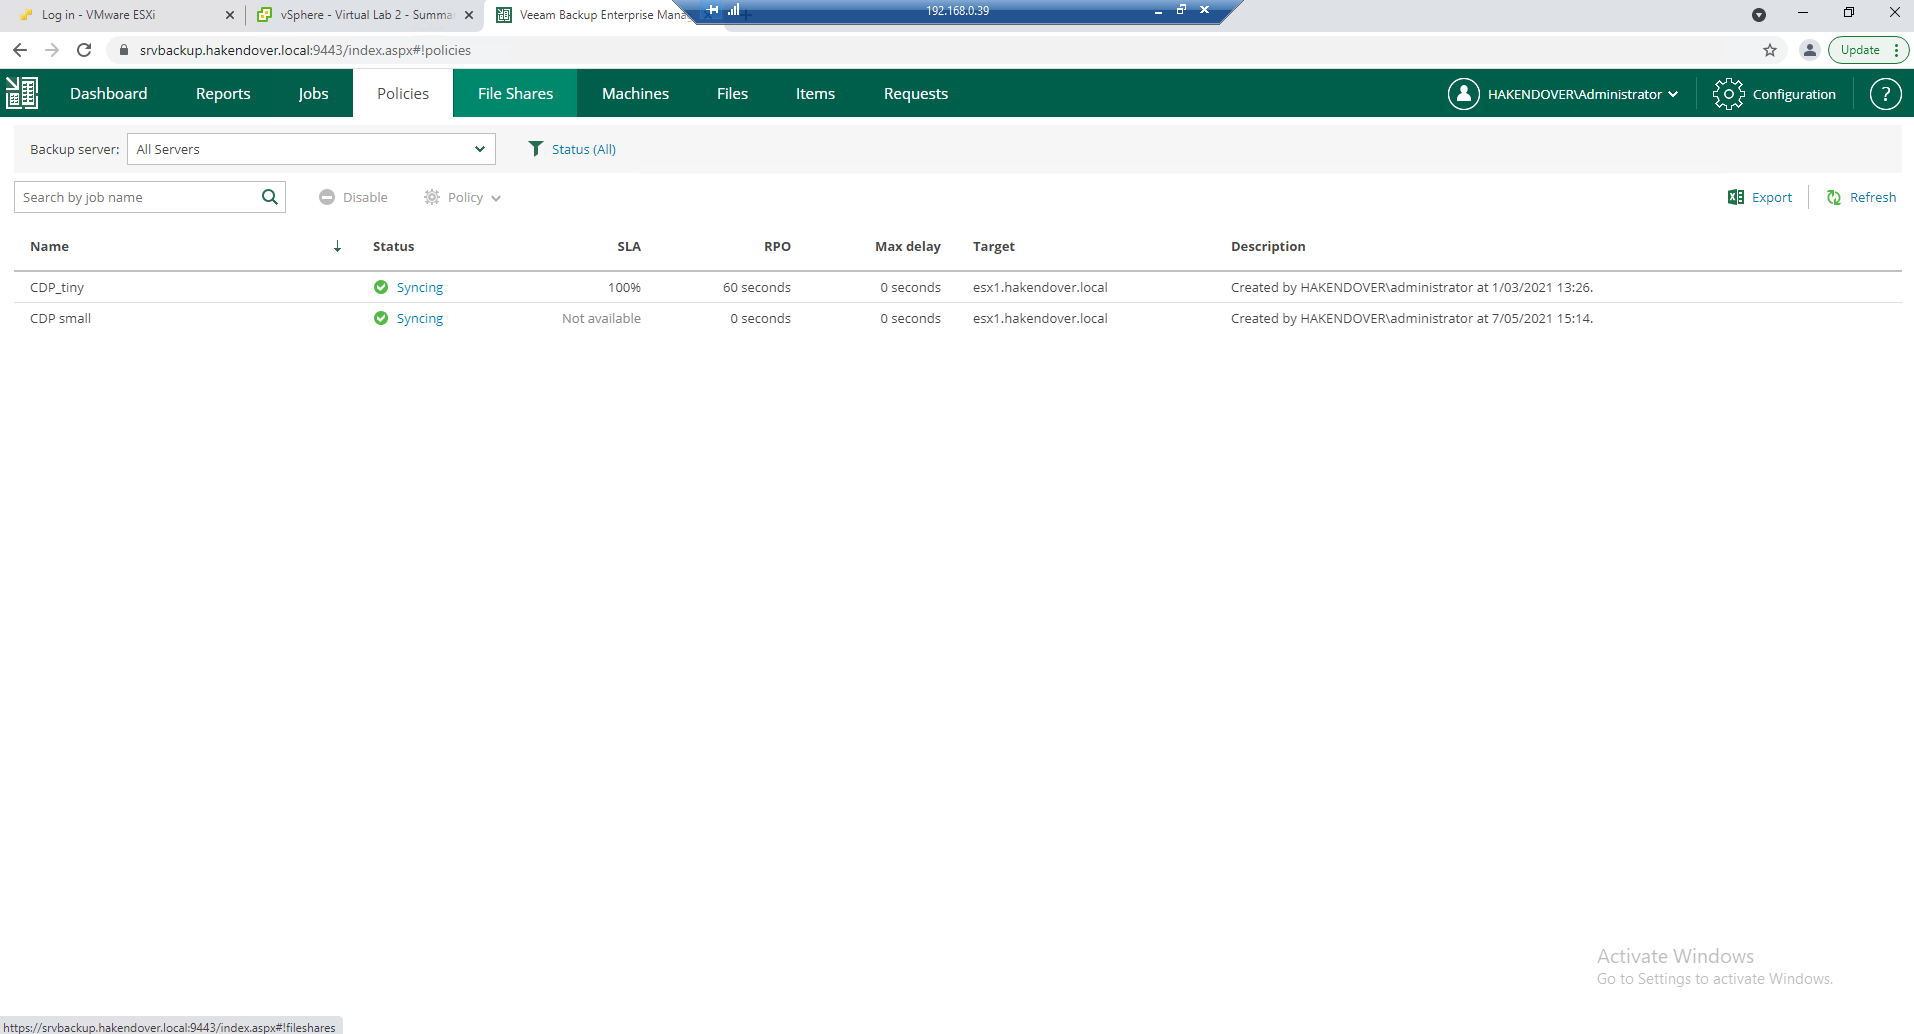 Log in - VMware ESXi
vSphere - Virtual Lab 2 - Summa
Veeam Backup Enterprise Mana
192.168.0.39
srvbackup.hakendover.local:9443/index.aspx#!policies
Update
Dashboard Reports Jobs Policies File Shares Machines Files Items Requests HAKENDOVER\Administrator Configuration ?
Backup server: All Servers Status (All)
Search by job name Disable Policy Export Refresh
Name Status SLA RPO Max delay Target Description
CDP_tiny Syncing 100% 60 seconds 0 seconds esx1.hakendover.local Created by HAKENDOVER\administrator at 1/03/2021 13:26.
CDP small Syncing Not available 0 seconds 0 seconds esx1.hakendover.local Created by HAKENDOVER\administrator at 7/05/2021 15:14.
Activate Windows
Go to Settings to activate Windows.
https://srvbackup.hakendover.local:9443/index.aspx#!fileshares